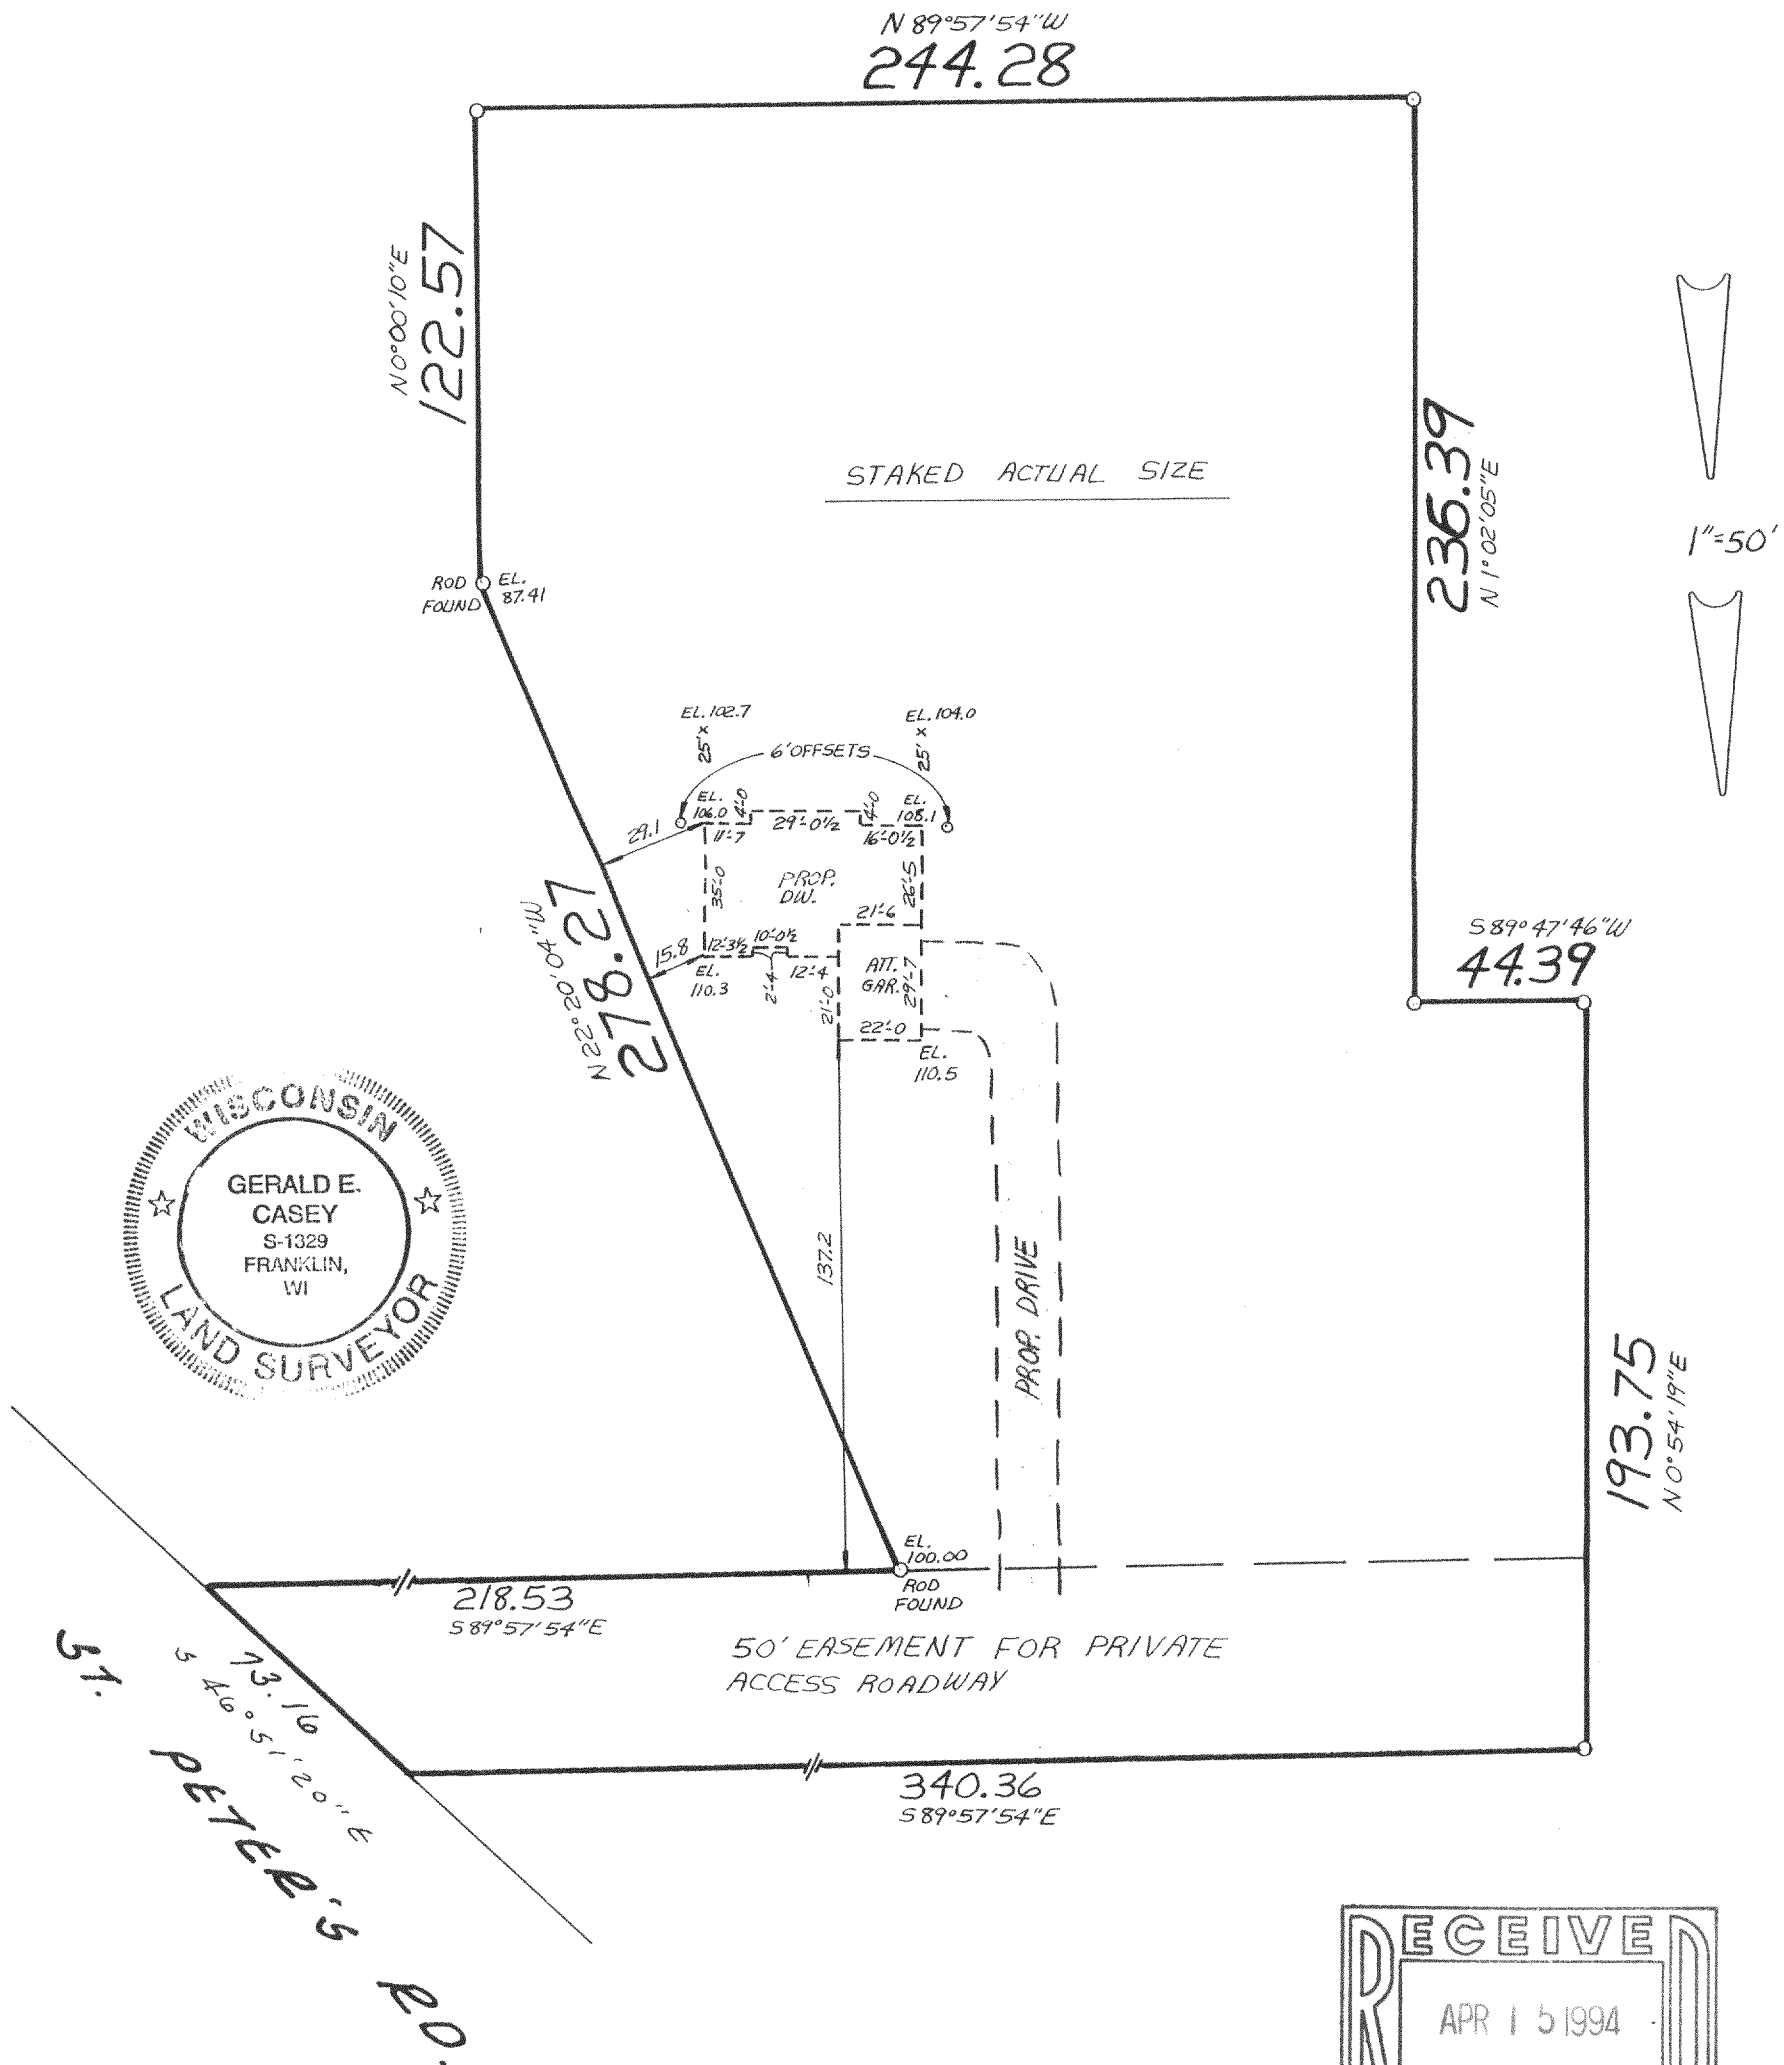 N 89°57'54"W
244.28
N 0°00'10"E
122.57
STAKED ACTUAL SIZE
236.39
N 1°02'05"E
1"=50'
ROD
FOUND
EL.
87.41
EL. 102.7
25' x
EL. 104.0
25' x
6' OFFSETS
EL.
106.0
4'-0
11'-7
29'-0½
4'-0
EL.
108.1
16'-0½
29.1
35'-0
PROP.
DW.
26'-5
21'-6
N 22°20'04"W
278.27
15.8
12'-3½
10'-0½
EL.
110.3
2'-4
12'-4
21'-0
ATT.
GAR.
29'-7
22'-0
EL.
110.5
S 89°47'46"W
44.39
WISCONSIN
GERALD E.
CASEY
S-1329
FRANKLIN,
WI
LAND SURVEYOR
137.2
PROP. DRIVE
193.75
N 0°54'19"E
EL.
100.00
ROD
FOUND
218.53
S 89°57'54"E
50' EASEMENT FOR PRIVATE
ACCESS ROADWAY
73.16
S 46°51'20"E
ST. PETER'S RD.
340.36
S 89°57'54"E
RECEIVED
APR 15 1994